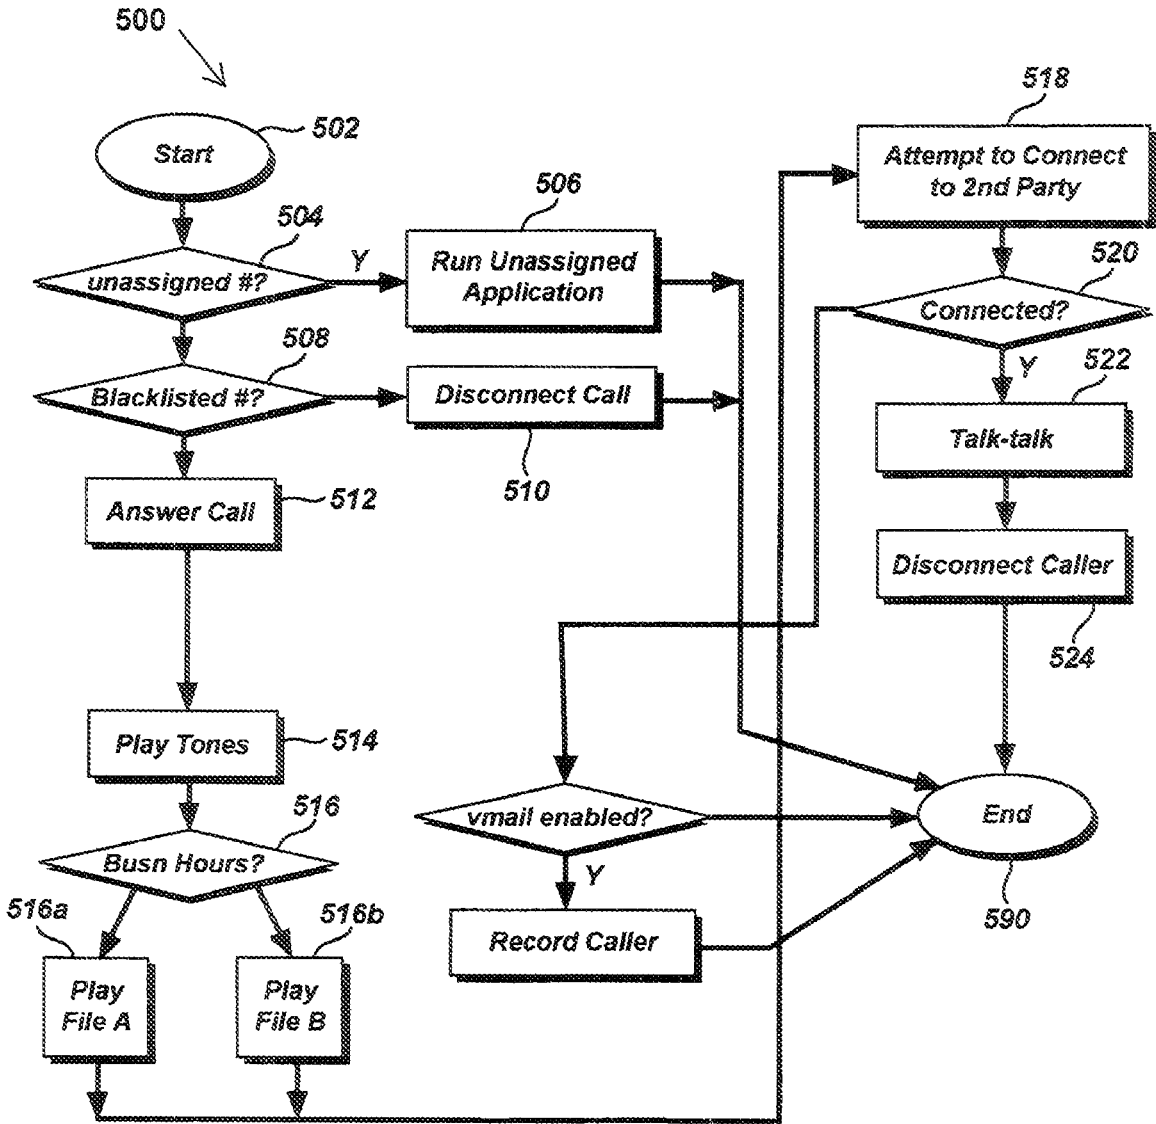 500
502
Start
504
unassigned #?
Y
506
Run Unassigned
Application
508
Blacklisted #?
Disconnect Call
510
Answer Call
512
Play Tones
514
516
Busn Hours?
516a
Play
File A
516b
Play
File B
518
Attempt to Connect
to 2nd Party
520
Connected?
Y
522
Talk-talk
Disconnect Caller
524
vmail enabled?
Y
Record Caller
End
590